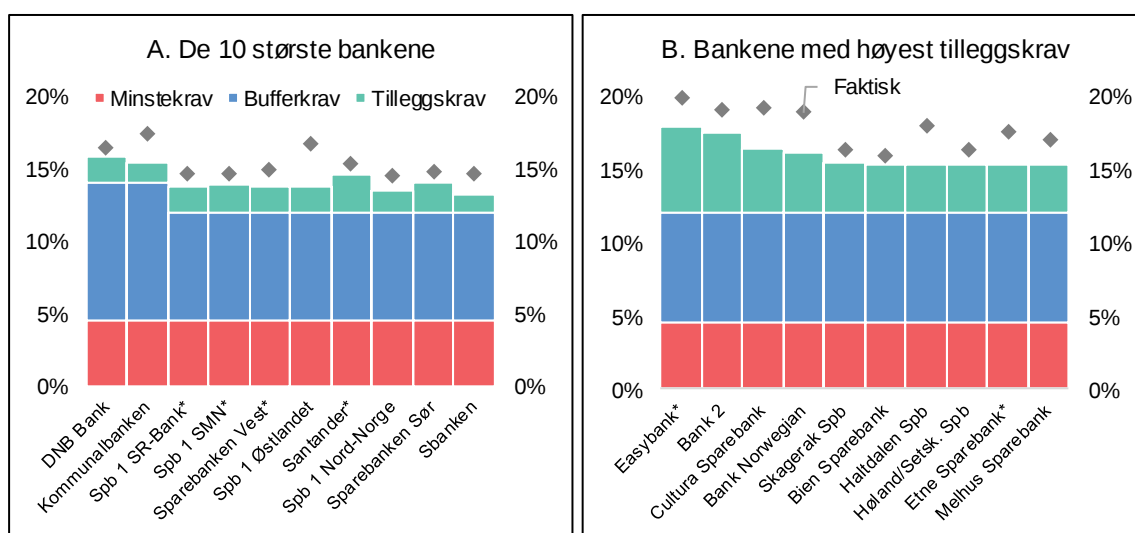 A. De 10 største bankene
Minstekrav Bufferkrav Tilleggskrav
20% 20%
15% 15%
10% 10%
5% 5%
0% 0%
DNB Bank
Kommunalbanken
Spb 1 SR-Bank*
Spb 1 SMN*
Sparebanken Vest*
Spb 1 Østlandet
Santander*
Spb 1 Nord-Norge
Sparebanken Sør
Sbanken
B. Bankene med høyest tilleggskrav
Faktisk
20% 20%
15% 15%
10% 10%
5% 5%
0% 0%
Easybank*
Bank 2
Cultura Sparebank
Bank Norwegian
Skagerak Spb
Bien Sparebank
Haltdalen Spb
Høland/Setsk. Spb
Etne Sparebank*
Melhus Sparebank